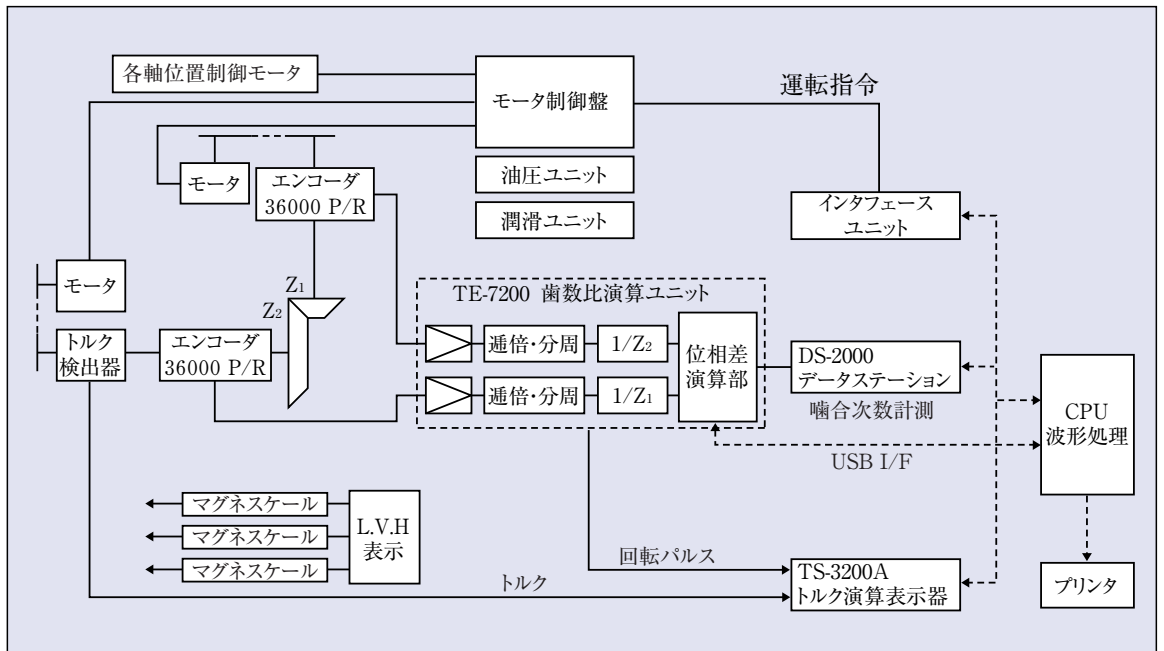 各軸位置制御モータ
モータ制御盤
運転指令
モータ
エンコーダ
36000 P/R
油圧ユニット
潤滑ユニット
インタフェース
ユニット
モータ
Z1
Z2
TE-7200 歯数比演算ユニット
トルク
検出器
エンコーダ
36000 P/R
逓倍・分周
1/Z2
逓倍・分周
1/Z1
位相差
演算部
DS-2000
データステーション
噛合次数計測
CPU
波形処理
USB I/F
マグネスケール
マグネスケール
マグネスケール
L.V.H
表示
回転パルス
トルク
TS-3200A
トルク演算表示器
プリンタ